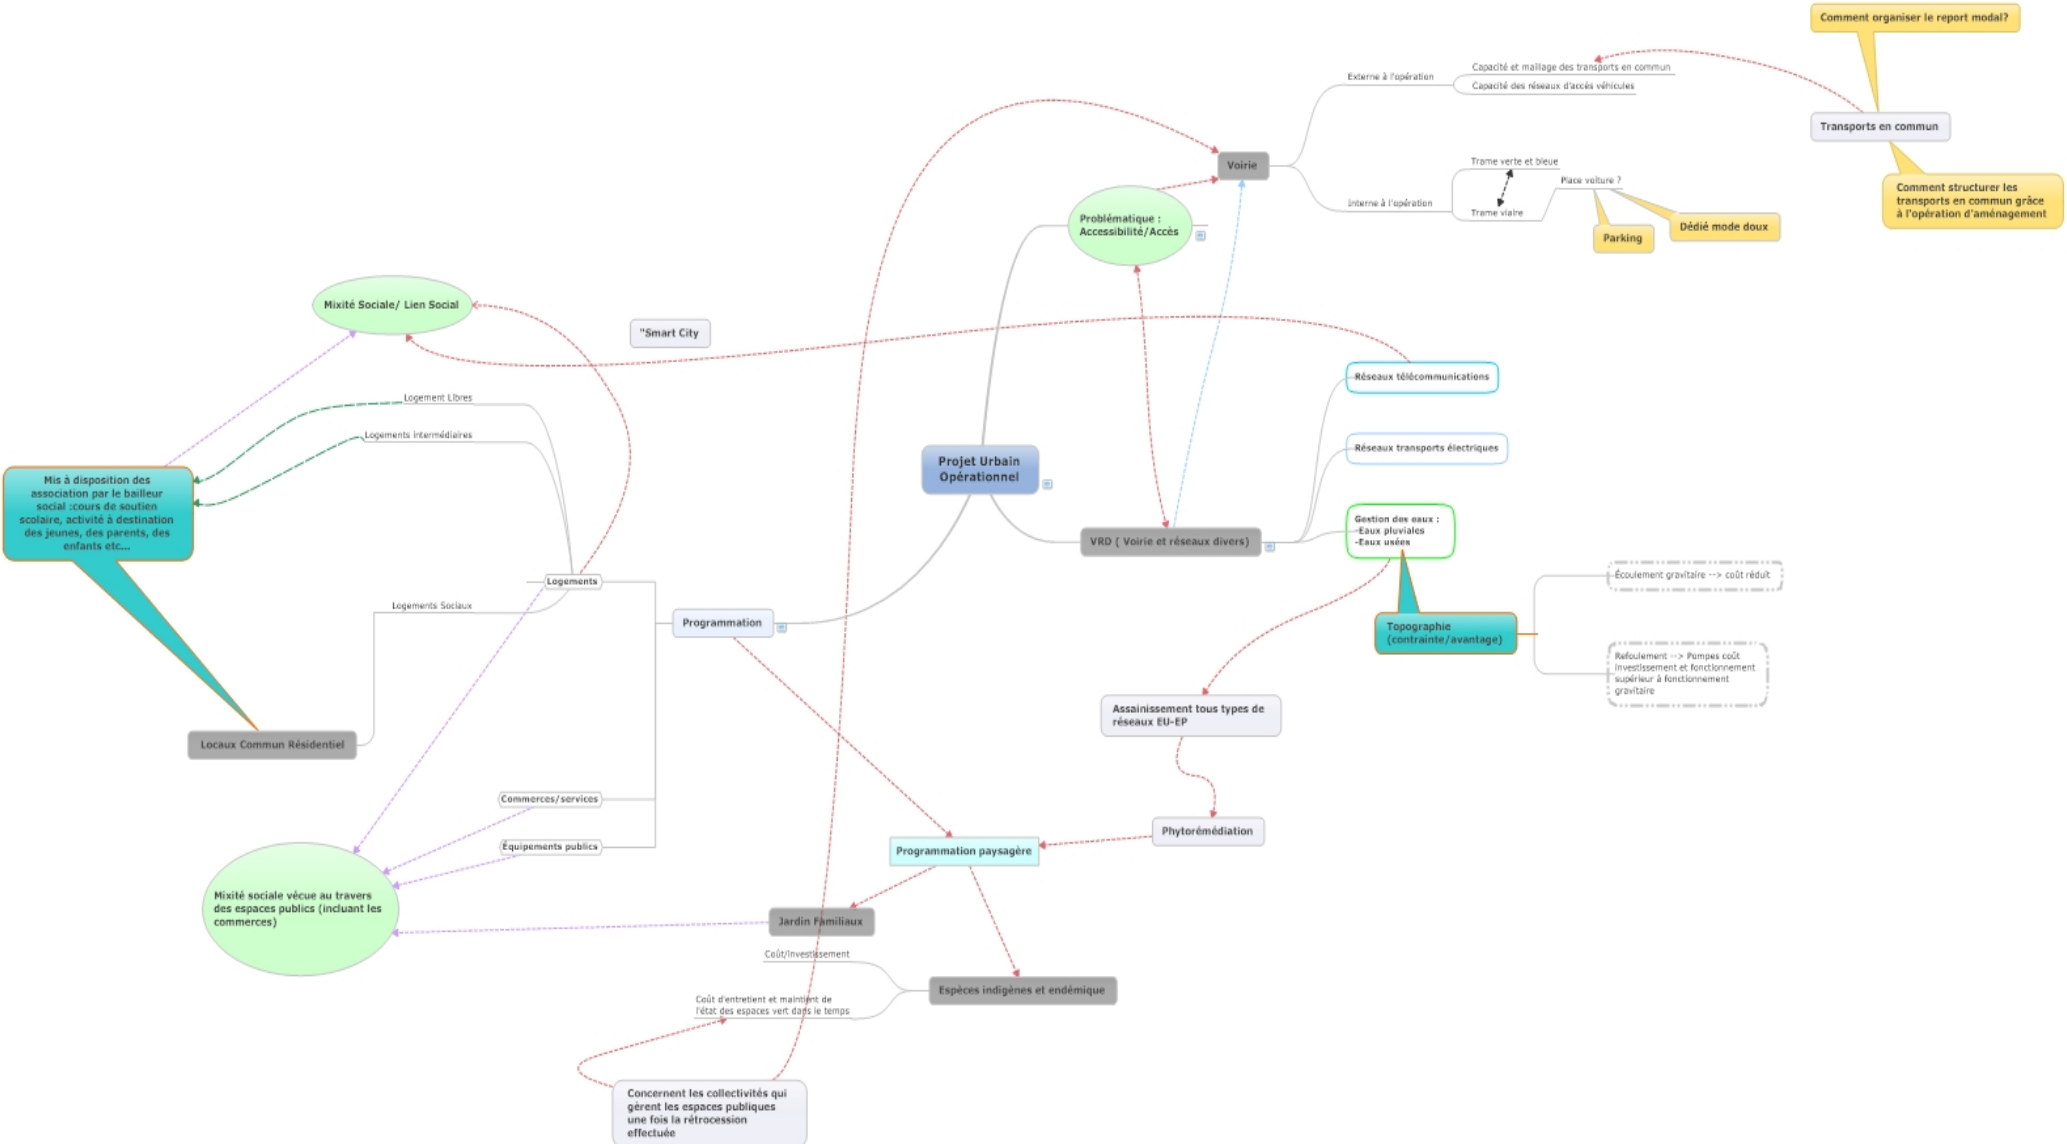 Comment organiser le report modal?
Capacité et maillage des transports en commun
Externe à l'opération
Capacité des réseaux d'accès véhicules
Transports en commun
Voirie
Trame verte et bleue
Place voiture ?
Comment structurer les
transports en commun grâce
à l'opération d'aménagement
Interne à l'opération
Trame viaire
Problématique :
Accessibilité/Accès
Dédié mode doux
Parking
Mixité Sociale/ Lien Social
"Smart City
Réseaux télécommunications
Logement Libres
Logements intermédiaires
Réseaux transports électriques
Projet Urbain
Opérationnel
Mis à disposition des
association par le bailleur
social :cours de soutien
scolaire, activité à destination
des jeunes, des parents, des
enfants etc...
Gestion des eaux :
-Eaux pluviales
-Eaux usées
VRD ( Voirie et réseaux divers)
Logements
Écoulement gravitaire --> coût réduit
Logements Sociaux
Programmation
Topographie
(contrainte/avantage)
Refoulement --> Pompes coût
investissement et fonctionnement
supérieur à fonctionnement
gravitaire
Assainissement tous types de
réseaux EU-EP
Locaux Commun Résidentiel
Commerces/services
Équipements publics
Phytorémédiation
Programmation paysagère
Mixité sociale vécue au travers
des espaces publics (incluant les
commerces)
Jardin Familiaux
Coût/investissement
Espèces indigènes et endémique
Coût d'entretient et maintient de
l'état des espaces vert dans le temps
Concernent les collectivités qui
gèrent les espaces publiques
une fois la rétrocession
effectuée